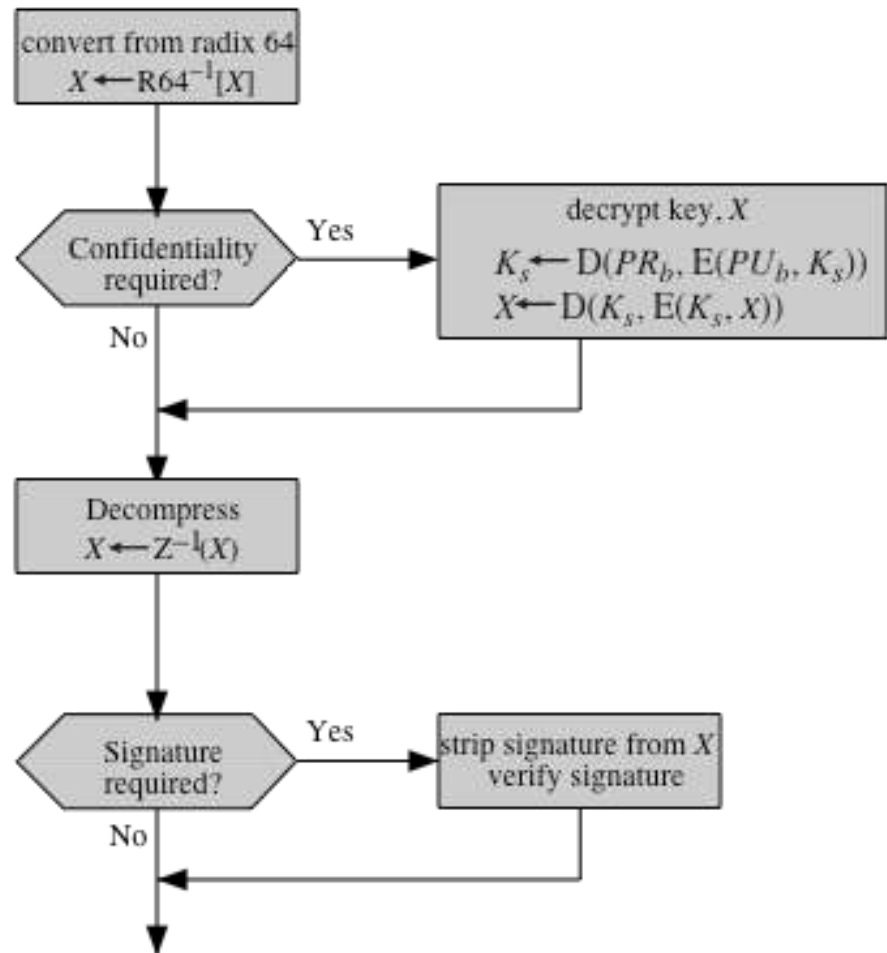 convert from radix 64
X ← R64⁻¹[X]
Confidentiality
required?
Yes
decrypt key, X
Kₛ ← D(PR_b, E(PU_b, Kₛ))
X ← D(Kₛ, E(Kₛ, X))
No
Decompress
X ← Z⁻¹(X)
Signature
required?
Yes
strip signature from X
verify signature
No